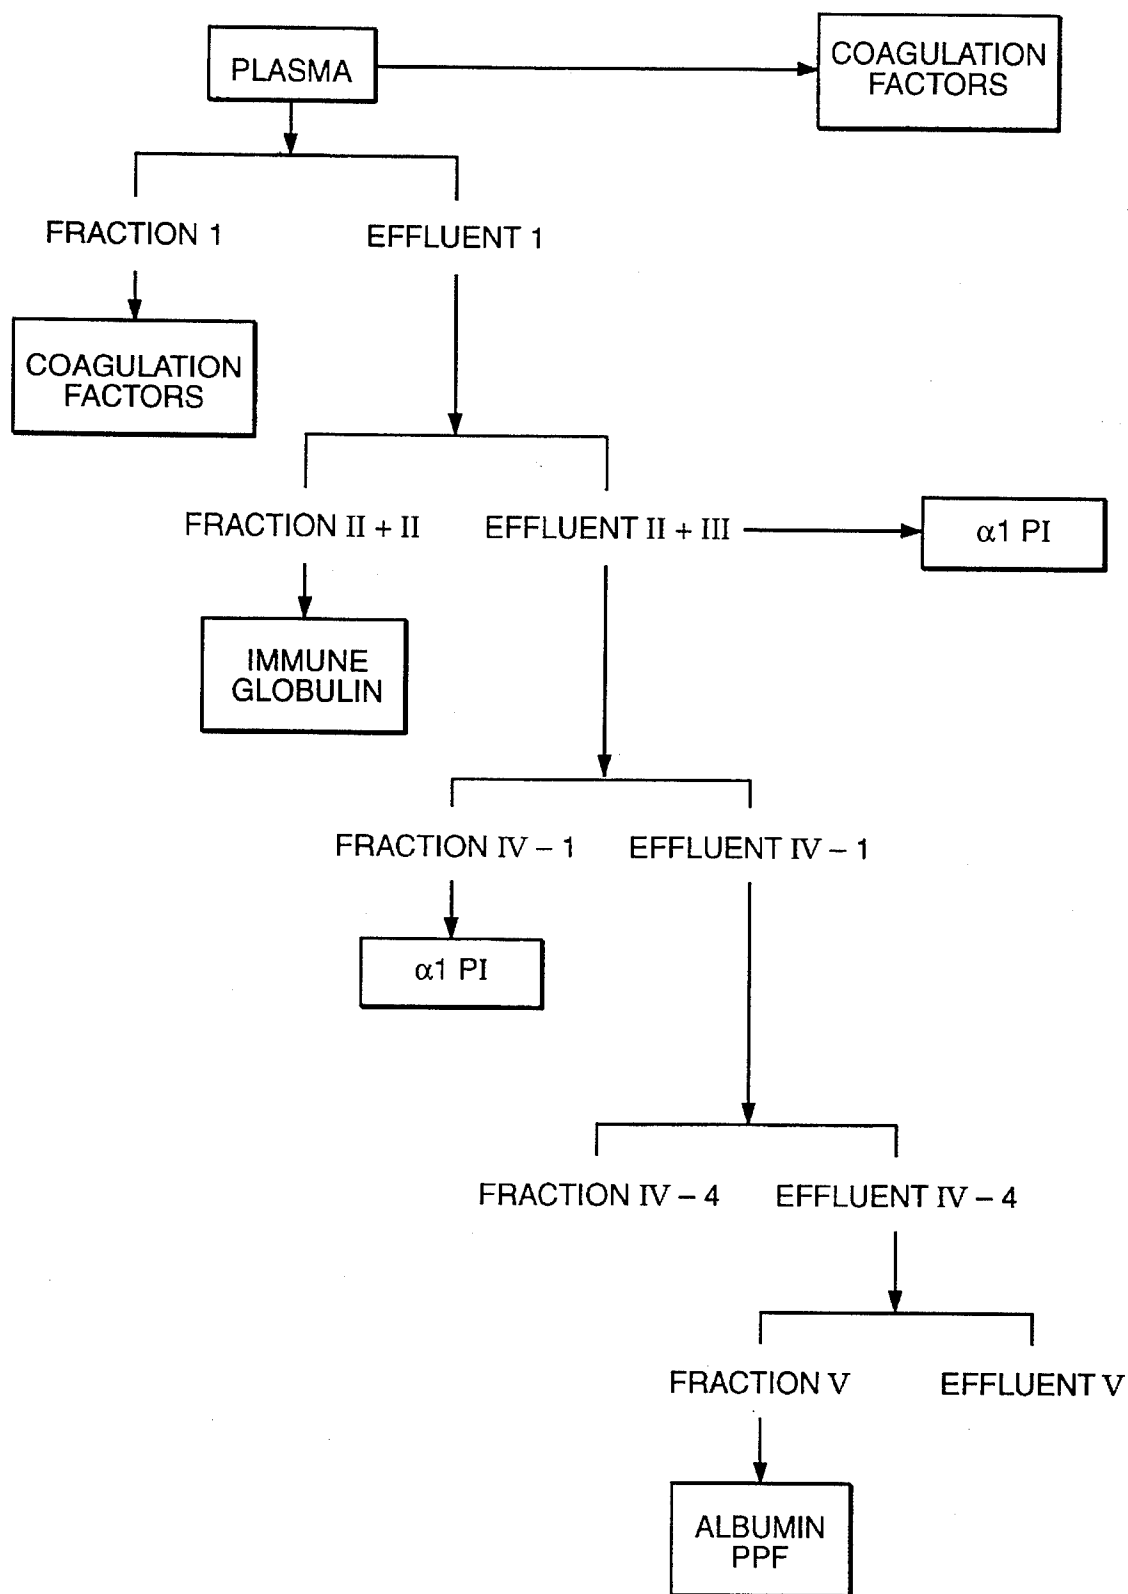 PLASMA
COAGULATION
FACTORS
FRACTION 1
EFFLUENT 1
COAGULATION
FACTORS
FRACTION II + II
EFFLUENT II + III
α1 PI
IMMUNE
GLOBULIN
FRACTION IV – 1
EFFLUENT IV – 1
α1 PI
FRACTION IV – 4
EFFLUENT IV – 4
FRACTION V
EFFLUENT V
ALBUMIN
PPF